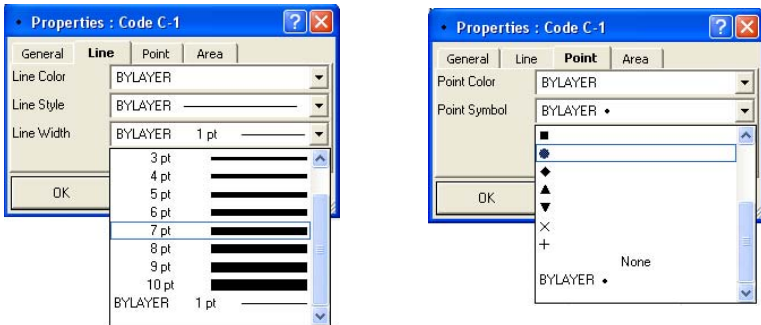 Properties : Code C-1
General Line Point Area
Line Color BYLAYER
Line Style BYLAYER
Line Width BYLAYER 1 pt
3 pt
4 pt
5 pt
6 pt
7 pt
8 pt
9 pt
10 pt
BYLAYER 1 pt
OK
Properties : Code C-1
General Line Point Area
Point Color BYLAYER
Point Symbol BYLAYER
None
BYLAYER
OK